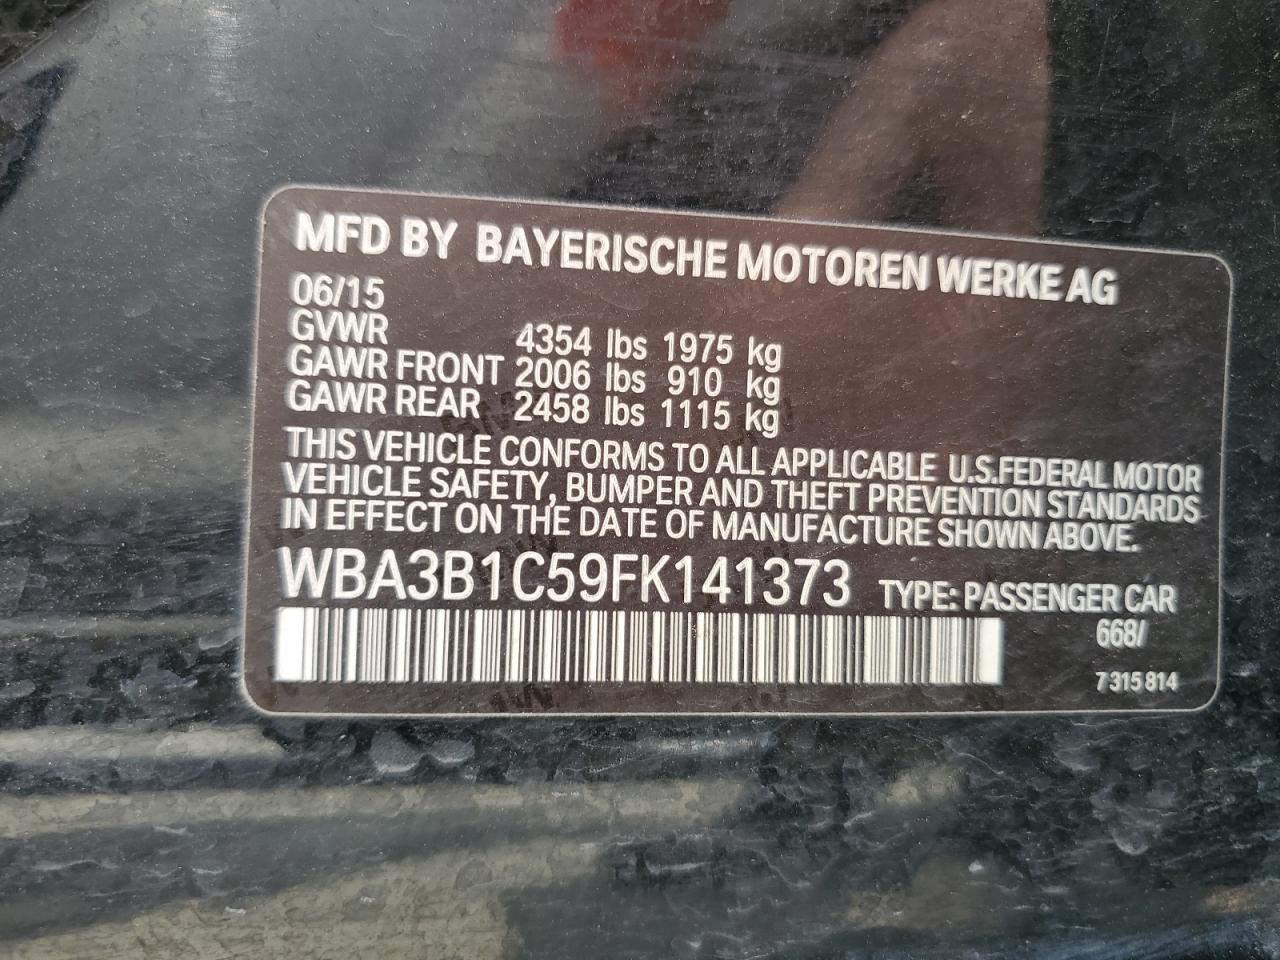 MFD BY BAYERISCHE MOTOREN WERKE AG
06/15
GVWR 4354 lbs 1975 kg
GAWR FRONT 2006 lbs 910 kg
GAWR REAR 2458 lbs 1115 kg
THIS VEHICLE CONFORMS TO ALL APPLICABLE U.S.FEDERAL MOTOR
VEHICLE SAFETY, BUMPER AND THEFT PREVENTION STANDARDS
IN EFFECT ON THE DATE OF MANUFACTURE SHOWN ABOVE.
WBA3B1C59FK141373 TYPE: PASSENGER CAR
668/
7 315 814